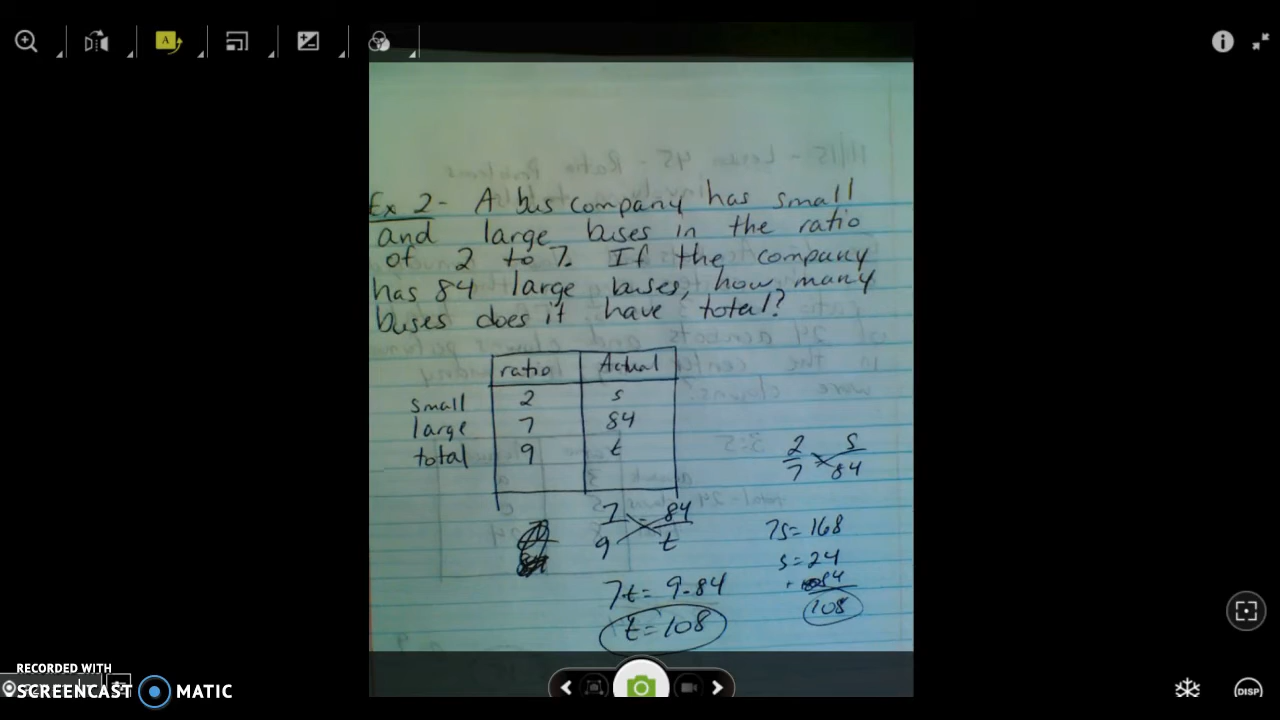 Ex 2- A bus company has small
and large buses in the ratio
of 2 to 7. If the company
has 84 large buses, how many
buses does it have total?
ratio Actual
small 2 s
large 7 84
total 9 t
2/7 s/84
7/9 = 84/t
7t = 9·84
t = 108
7s = 168
s = 24
+ 84
108
RECORDED WITH
SCREENCAST MATIC
DISP